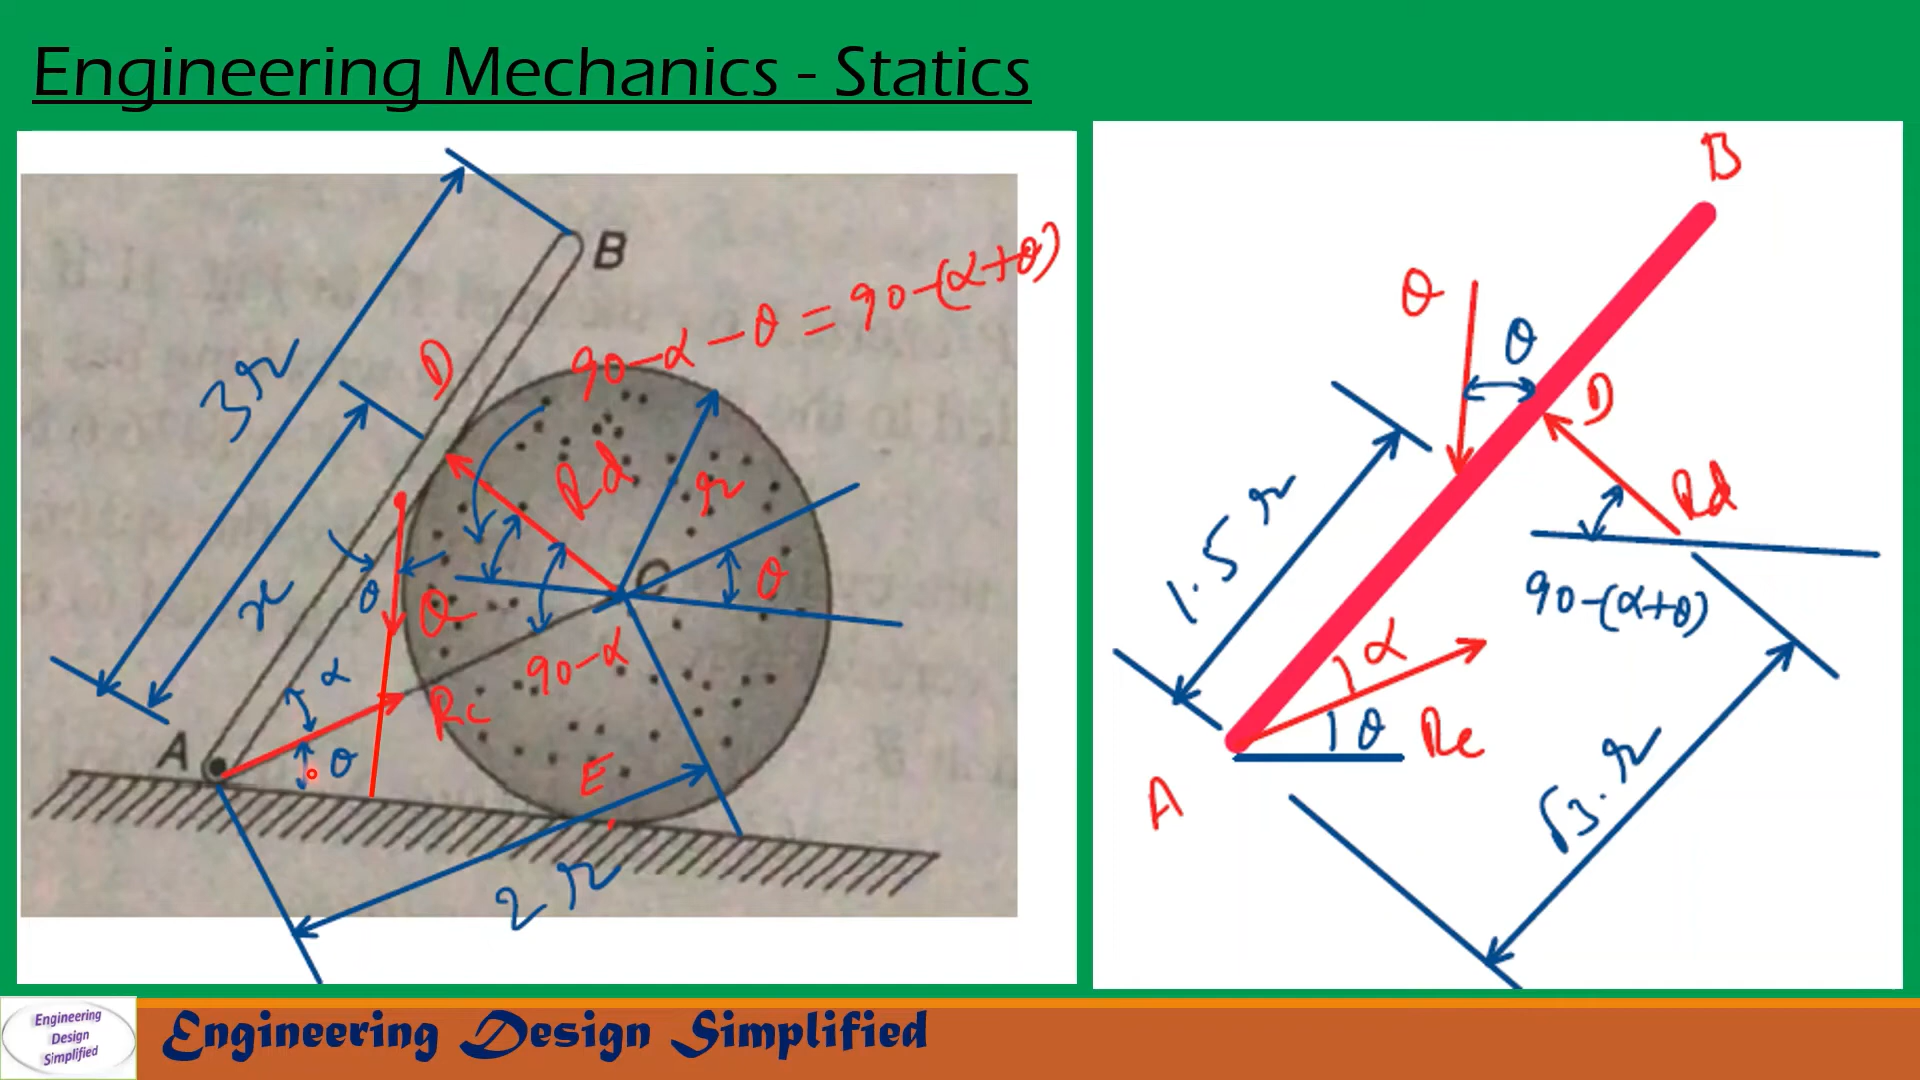 Engineering Mechanics - Statics
B
90-α-θ = 90-(α+θ)
3r
D
Rd
r
C
θ
x
θ
Q
α
90-α
Rc
A
θ
E
2r
B
Q
θ
D
1.5 r
Rd
90-(α+θ)
α
θ
Rc
√3.r
A
Engineering
Design
Simplified
Engineering Design Simplified